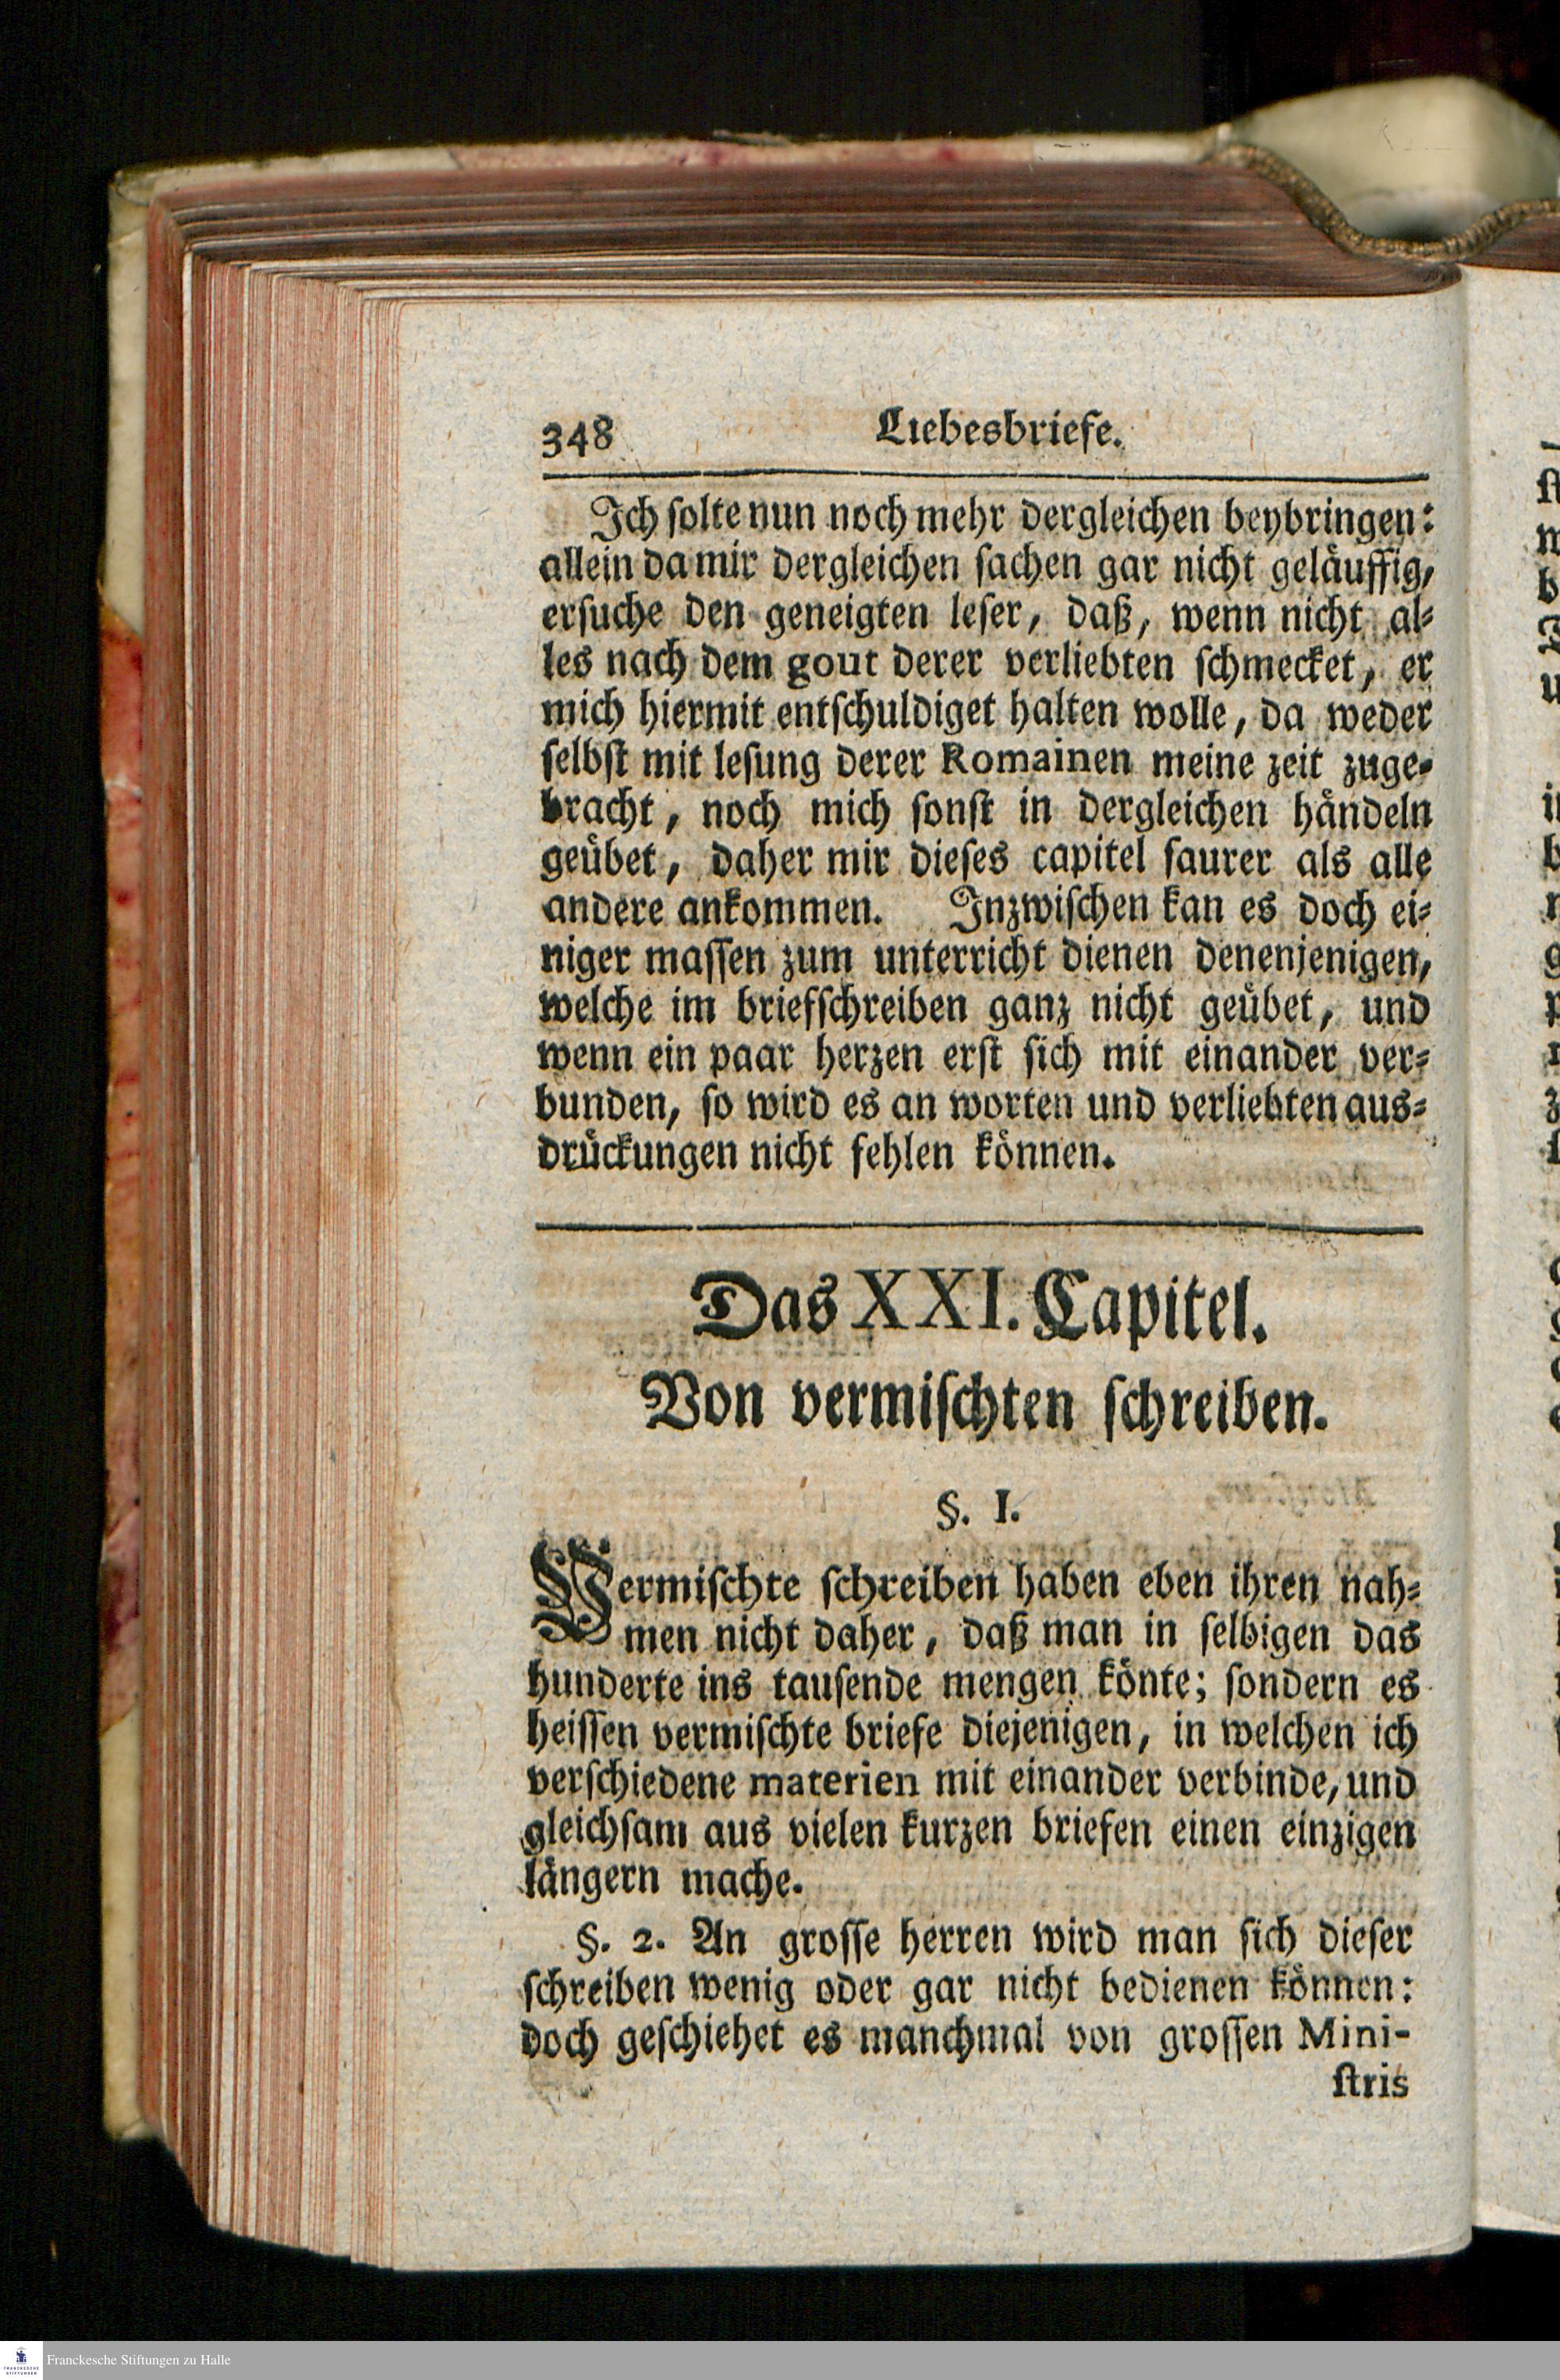 348 Liebesbriefe.
Ich solte nun noch mehr dergleichen beybringen:
allein da mir dergleichen sachen gar nicht geläuffig,
ersuche den geneigten leser, daß, wenn nicht al-
les nach dem gout derer verliebten schmecket, er
mich hiermit entschuldiget halten wolle, da weder
selbst mit lesung derer Romainen meine zeit zuge-
bracht, noch mich sonst in dergleichen händeln
geübet, daher mir dieses capitel saurer als alle
andere ankommen. Inzwischen kan es doch ei-
niger massen zum unterricht dienen denenjenigen,
welche im briefschreiben ganz nicht geübet, und
wenn ein paar herzen erst sich mit einander ver-
bunden, so wird es an worten und verliebten aus-
drückungen nicht fehlen können.
Das XXI. Capitel.
Von vermischten schreiben.
§. I.
Vermischte schreiben haben eben ihren nah-
men nicht daher, daß man in selbigen das
hunderte ins tausende mengen könte; sondern es
heissen vermischte briefe diejenigen, in welchen ich
verschiedene materien mit einander verbinde, und
gleichsam aus vielen kurzen briefen einen einzigen
längern mache.
§. 2. An grosse herren wird man sich dieser
schreiben wenig oder gar nicht bedienen können:
doch geschiehet es manchmal von grossen Mini-
stris
FRANCKESCHE STIFTUNGEN
Franckesche Stiftungen zu Halle